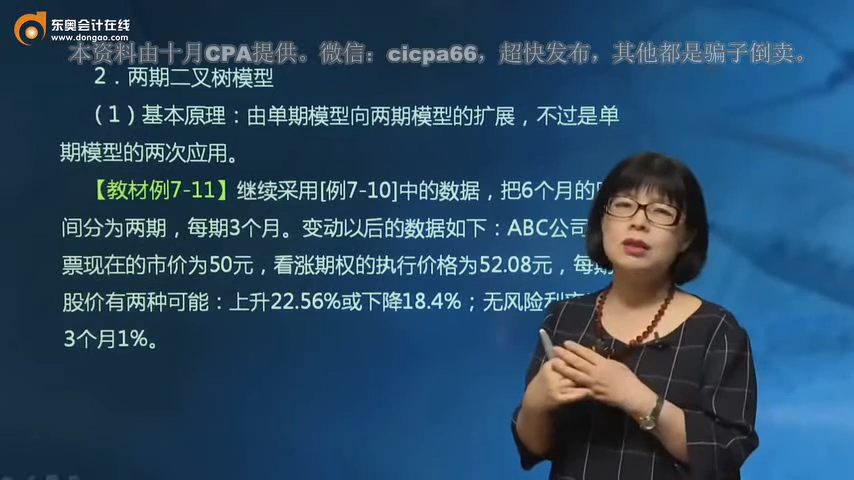 东奥会计在线
www.dongao.com
本资料由十月CPA提供。微信：cicpa66，超快发布，其他都是骗子倒卖。
2．两期二叉树模型
（1）基本原理：由单期模型向两期模型的扩展，不过是单
期模型的两次应用。
【教材例7-11】继续采用[例7-10]中的数据，把6个月的
间分为两期，每期3个月。变动以后的数据如下：ABC公司
票现在的市价为50元，看涨期权的执行价格为52.08元，每期
股价有两种可能：上升22.56%或下降18.4%；无风险利率
3个月1%。